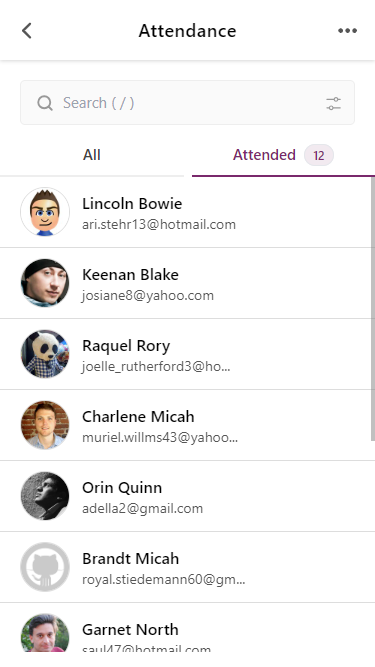 Attendance
Search ( / )
All
Attended 12
Lincoln Bowie
ari.stehr13@hotmail.com
Keenan Blake
josiane8@yahoo.com
Raquel Rory
joelle_rutherford3@ho...
Charlene Micah
muriel.willms43@yahoo...
Orin Quinn
adella2@gmail.com
Brandt Micah
royal.stiedemann60@gm...
Garnet North
saul47@hotmail.com